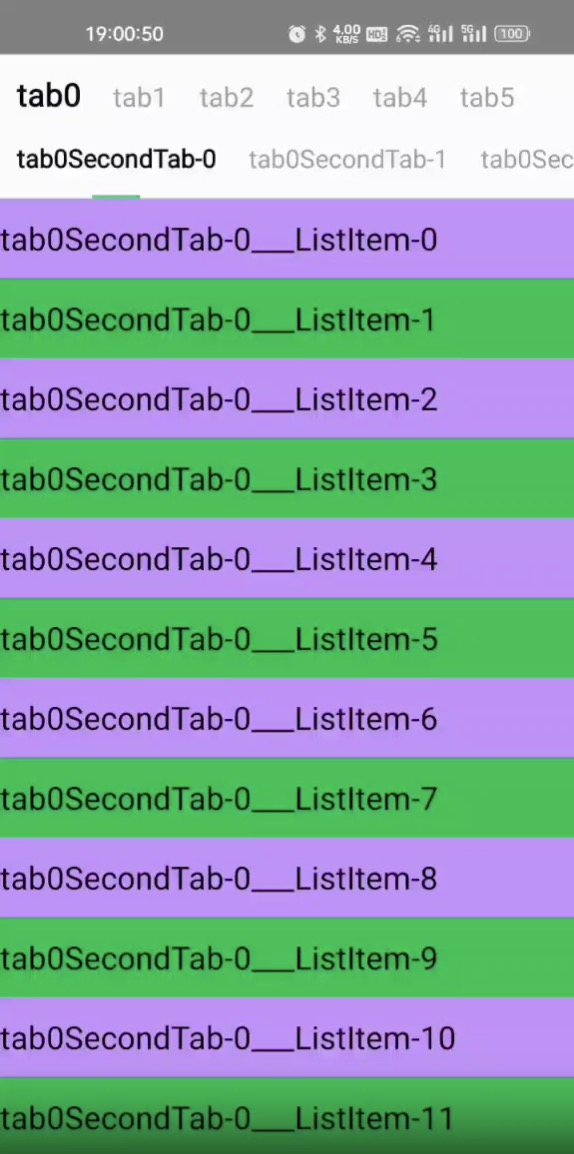 19:00:50 4.00 KB/S HD 4G 5G 100
tab0 tab1 tab2 tab3 tab4 tab5
tab0SecondTab-0 tab0SecondTab-1 tab0Sec
tab0SecondTab-0___ListItem-0
tab0SecondTab-0___ListItem-1
tab0SecondTab-0___ListItem-2
tab0SecondTab-0___ListItem-3
tab0SecondTab-0___ListItem-4
tab0SecondTab-0___ListItem-5
tab0SecondTab-0___ListItem-6
tab0SecondTab-0___ListItem-7
tab0SecondTab-0___ListItem-8
tab0SecondTab-0___ListItem-9
tab0SecondTab-0___ListItem-10
tab0SecondTab-0___ListItem-11